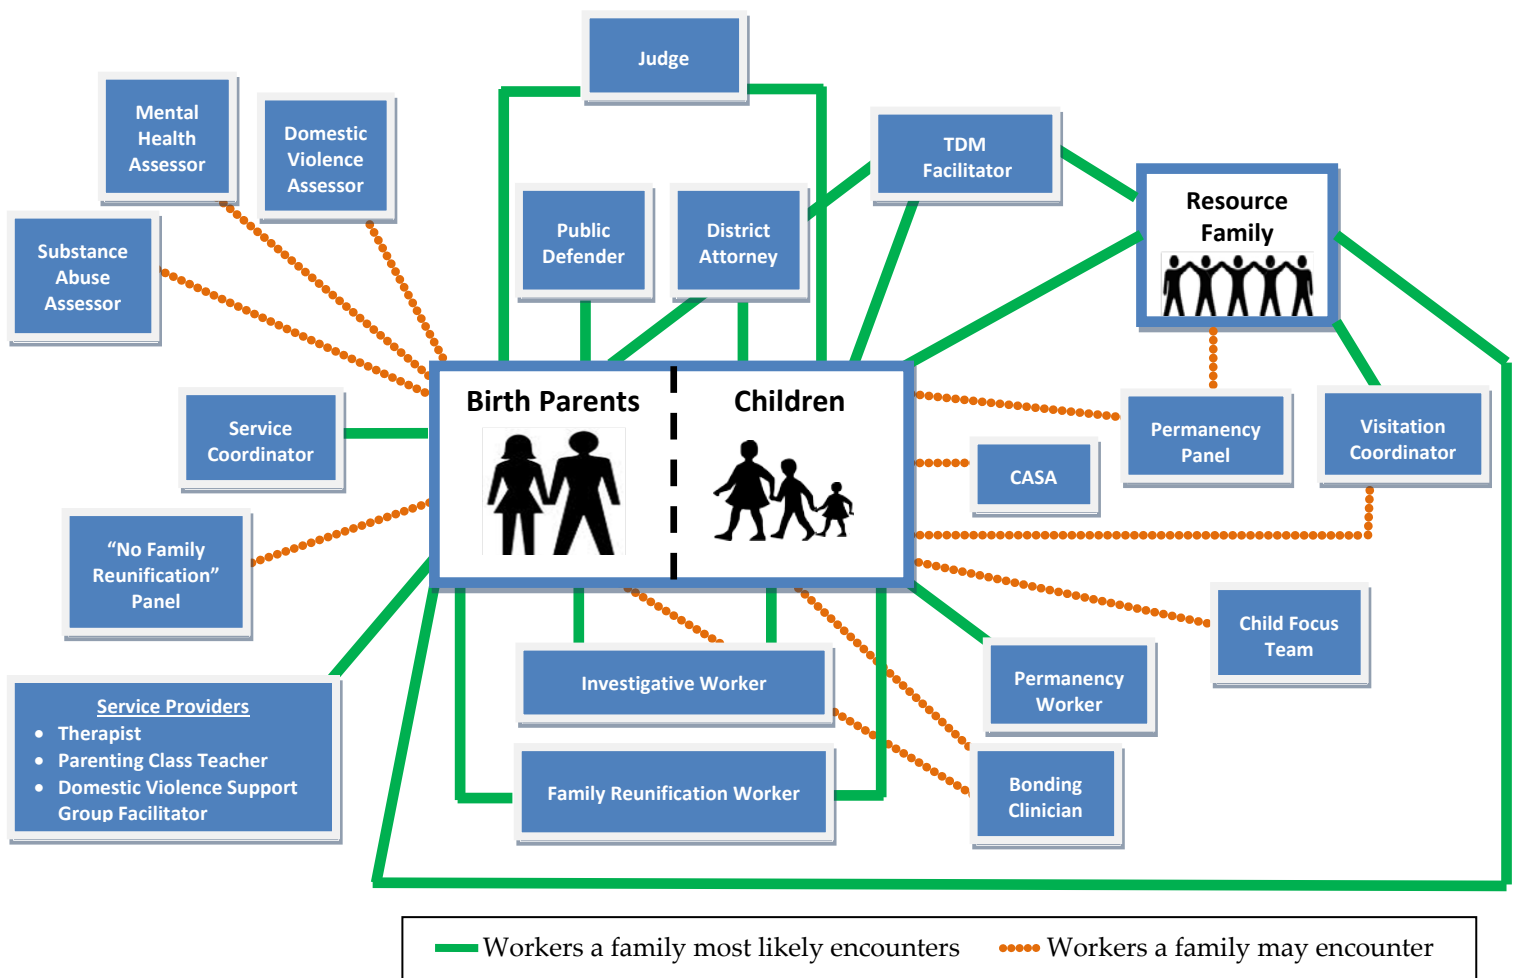 Judge
Mental
Health
Assessor
Domestic
Violence
Assessor
TDM
Facilitator
Resource
Family
Public
Defender
District
Attorney
Substance
Abuse
Assessor
Birth Parents
Children
Service
Coordinator
Permanency
Panel
Visitation
Coordinator
CASA
“No Family
Reunification”
Panel
Child Focus
Team
Investigative Worker
Permanency
Worker
Service Providers
• Therapist
• Parenting Class Teacher
• Domestic Violence Support
Group Facilitator
Family Reunification Worker
Bonding
Clinician
Workers a family most likely encounters
Workers a family may encounter